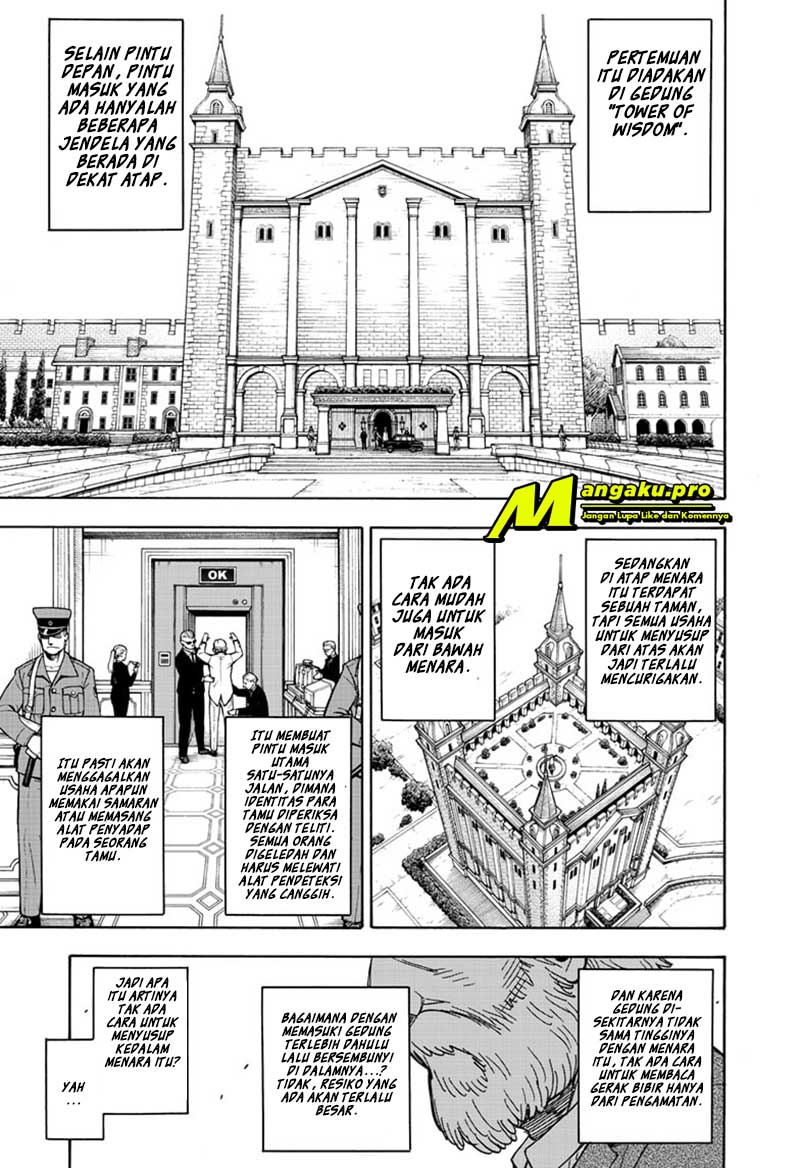 PERTEMUAN
ITU DIADAKAN
DI GEDUNG
"TOWER OF
WISDOM".
SELAIN PINTU
DEPAN, PINTU
MASUK YANG
ADA HANYALAH
BEBERAPA
JENDELA YANG
BERADA DI
DEKAT ATAP.
Mangaku.pro
Jangan Lupa Like dan Komennya
SEDANGKAN
DI ATAP MENARA
ITU TERDAPAT
SEBUAH TAMAN,
TAPI SEMUA USAHA
UNTUK MENYUSUP
DARI ATAS AKAN
JADI TERLALU
MENCURIGAKAN.
TAK ADA
CARA MUDAH
JUGA UNTUK
MASUK
DARI BAWAH
MENARA.
OK
ITU MEMBUAT
PINTU MASUK
UTAMA
SATU-SATUNYA
JALAN, DIMANA
IDENTITAS PARA
TAMU DIPERIKSA
DENGAN TELITI.
SEMUA ORANG
DIGELEDAH DAN
HARUS MELEWATI
ALAT PENDETEKSI
YANG CANGGIH.
ITU PASTI AKAN
MENGGAGALKAN
USAHA APAPUN
MEMAKAI SAMARAN
ATAU MEMASANG
ALAT PENYADAP
PADA SEORANG
TAMU.
DAN KARENA
GEDUNG DI-
SEKITARNYA TIDAK
SAMA TINGGINYA
DENGAN MENARA
ITU, TAK ADA CARA
UNTUK MEMBACA
GERAK BIBIR HANYA
DARI PENGAMATAN.
BAGAIMANA DENGAN
MEMASUKI GEDUNG
TERLEBIH DAHULU
LALU BERSEMBUNYI
DI DALAMNYA...?
TIDAK, RESIKO YANG
ADA AKAN TERLALU
BESAR.
JADI APA
ITU ARTINYA
TAK ADA
CARA UNTUK
MENYUSUP
KEDALAM
MENARA ITU?
YAH
...